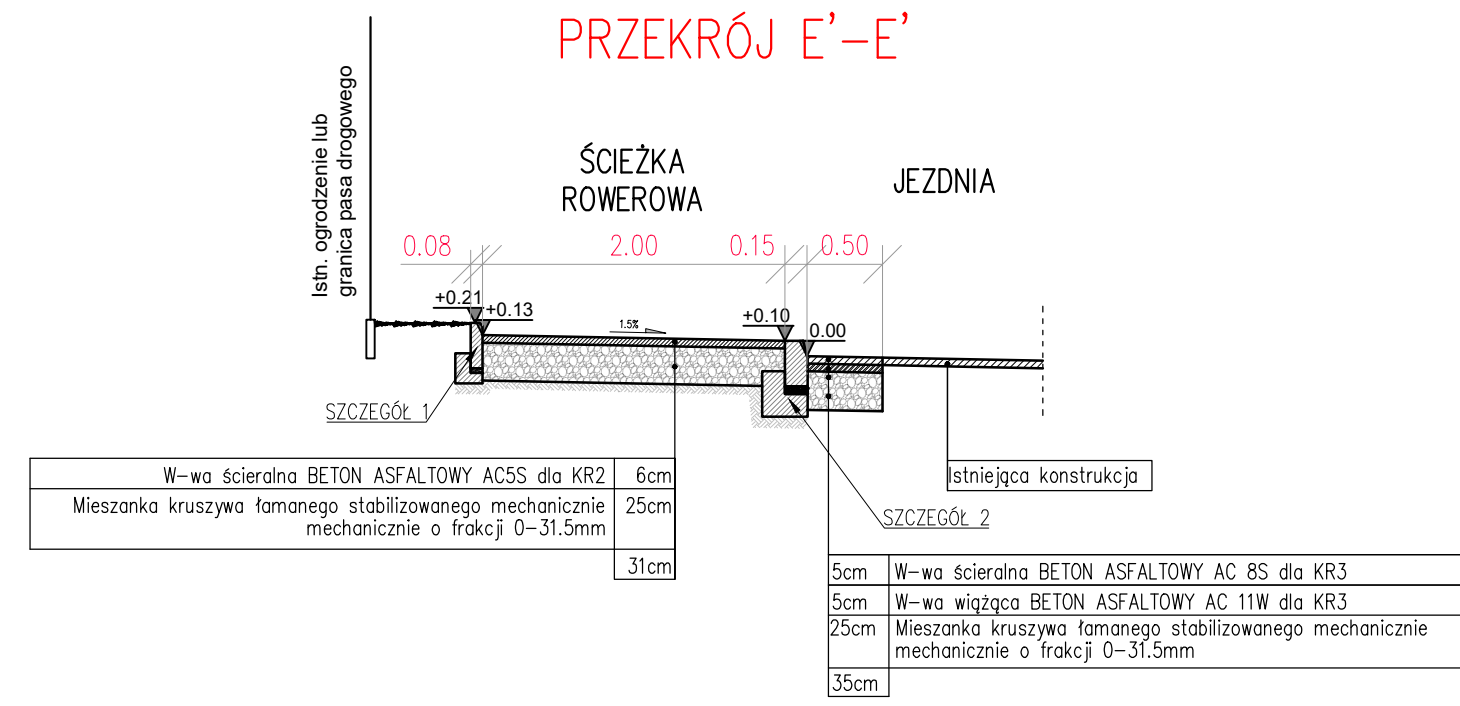 PRZEKRÓJ E'-E'
Istn. ogrodzenie lub
granica pasa drogowego
ŚCIEŻKA
ROWEROWA
JEZDNIA
0.08
2.00
0.15
0.50
+0.21
+0.13
1.5%
+0.10
0.00
SZCZEGÓŁ 1
W-wa ścieralna BETON ASFALTOWY AC5S dla KR2 6cm
Mieszanka kruszywa łamanego stabilizowanego mechanicznie 25cm
mechanicznie o frakcji 0-31.5mm
31cm
Istniejąca konstrukcja
SZCZEGÓŁ 2
5cm W-wa ścieralna BETON ASFALTOWY AC 8S dla KR3
5cm W-wa wiążąca BETON ASFALTOWY AC 11W dla KR3
25cm Mieszanka kruszywa łamanego stabilizowanego mechanicznie
mechanicznie o frakcji 0-31.5mm
35cm